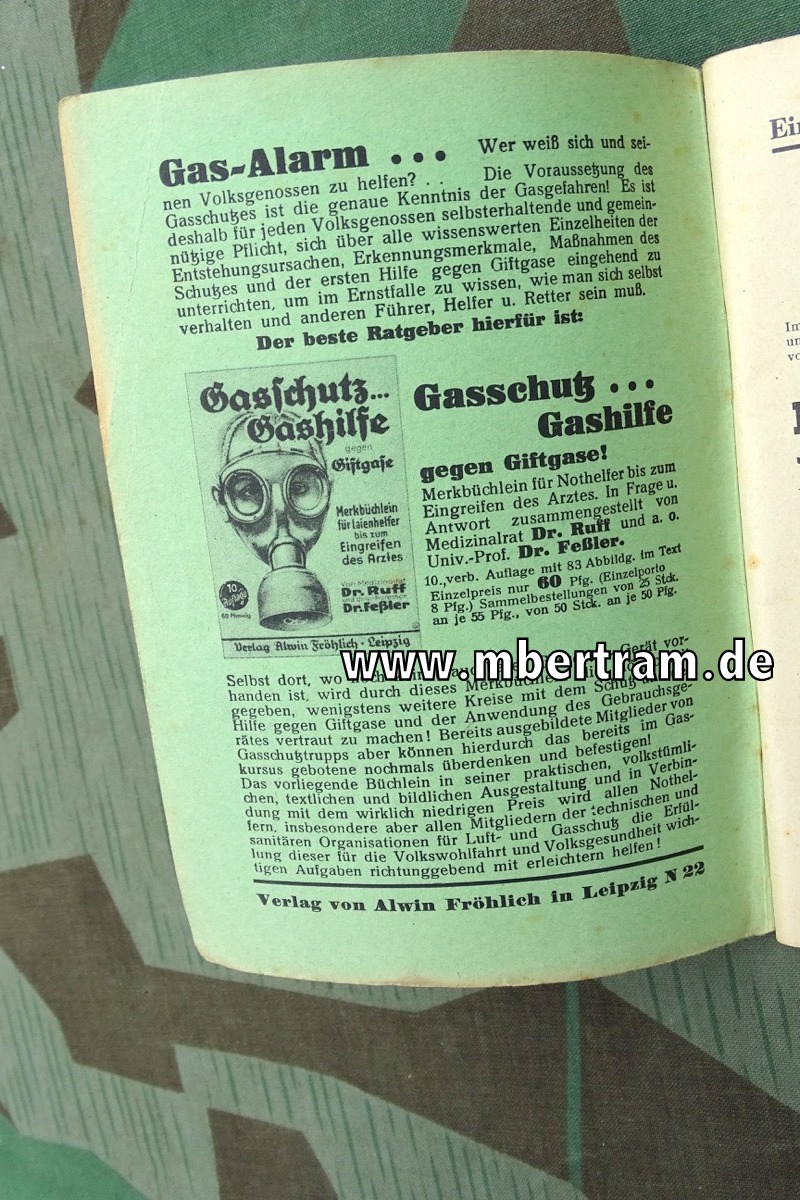 Gas-Alarm ... Wer weiß sich und sei-
nen Volksgenossen zu helfen? . . Die Voraussetzung des
Gasschutzes ist die genaue Kenntnis der Gasgefahren! Es ist
deshalb für jeden Volksgenossen selbsterhaltende und gemein-
nützige Pflicht, sich über alle wissenswerten Einzelheiten der
Entstehungsursachen, Erkennungsmerkmale, Maßnahmen des
Schutzes und der ersten Hilfe gegen Giftgase eingehend zu
unterrichten, um im Ernstfalle zu wissen, wie man sich selbst
verhalten und anderen Führer, Helfer u. Retter sein muß.
Der beste Ratgeber hierfür ist:
Gasschutz...
Gashilfe
gegen
Giftgase
Merkbüchlein
für Laienhelfer
bis zum
Eingreifen
des Arztes
Von Medizinalrat
Dr. Ruff
Dr. Feßler
10.
Auflage
60 Pfennig
Verlag Alwin Fröhlich · Leipzig
Gasschutz ...
Gashilfe
gegen Giftgase!
Merkbüchlein für Nothelfer bis zum
Eingreifen des Arztes. In Frage u.
Antwort zusammengestellt von
Medizinalrat Dr. Ruff und a. o.
Univ.-Prof. Dr. Feßler.
10.,verb. Auflage mit 83 Abbildg. im Text
Einzelpreis nur 60 Pfg. (Einzelporto
8 Pfg.) Sammelbestellungen von 25 Stck.
an je 55 Pfg., von 50 Stck. an je 50 Pfg.
www.mbertram.de
Selbst dort, wo Gerät vor-
handen ist, wird durch dieses Merkbüchlein
gegeben, wenigstens weitere Kreise mit dem Schutz
Hilfe gegen Giftgase und der Anwendung des Gebrauchsge-
rätes vertraut zu machen! Bereits ausgebildete Mitglieder von
Gasschutztrupps aber können hierdurch das bereits im Gas-
kursus gebotene nochmals überdenken und befestigen!
Das vorliegende Büchlein in seiner praktischen, volkstümli-
chen, textlichen und bildlichen Ausgestaltung und in Verbin-
dung mit dem wirklich niedrigen Preis wird allen Nothel-
fern, insbesondere aber allen Mitgliedern der technischen und
sanitären Organisationen für Luft- und Gasschutz die Erfül-
lung dieser für die Volkswohlfahrt und Volksgesundheit wich-
tigen Aufgaben richtunggebend mit erleichtern helfen!
Verlag von Alwin Fröhlich in Leipzig N 22